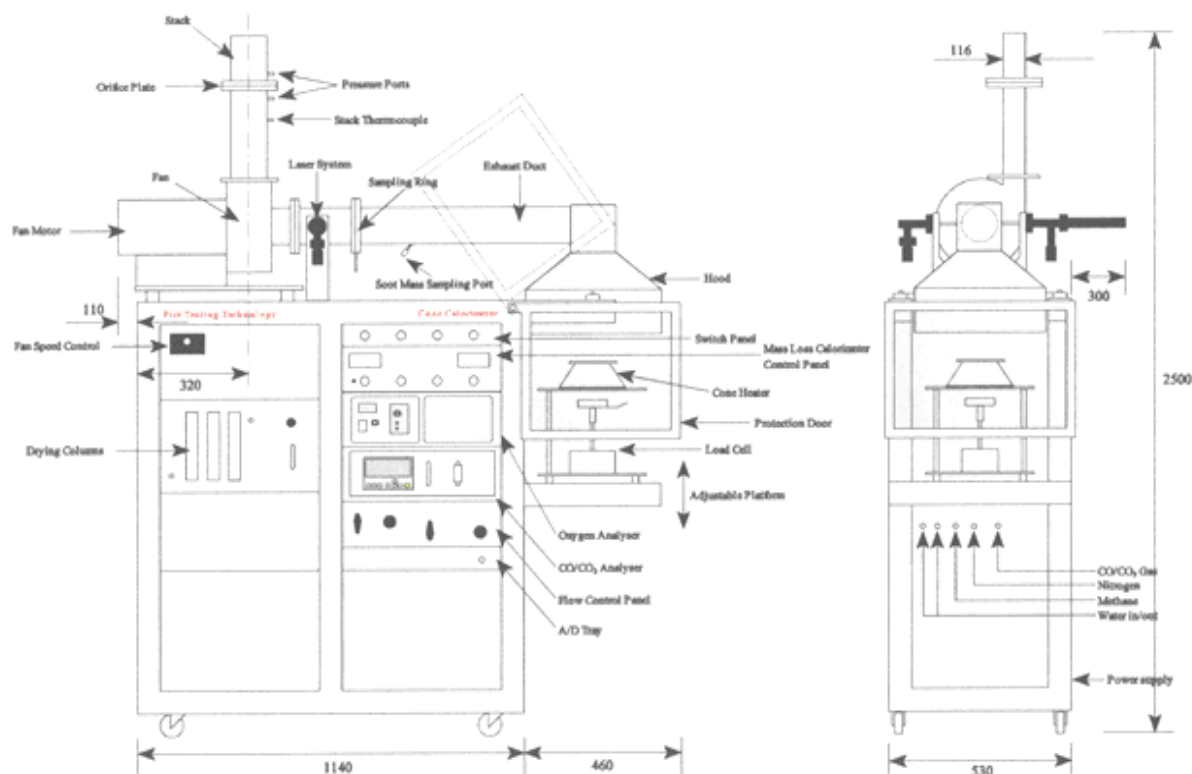 Stack
Orifice Plate
Pressure Ports
Stack Thermocouple
Laser System
Fan
Sampling Ring
Exhaust Duct
Fan Motor
Soot Mass Sampling Port
Hood
110
Fire Testing Technology
Cone Calorimeter
Fan Speed Control
Switch Panel
Mass Loss Calorimeter
Control Panel
320
Cone Heater
Protection Door
Drying Columns
Load Cell
Adjustable Platform
Oxygen Analyser
CO/CO₂ Analyser
Flow Control Panel
A/D Tray
1140
460
116
300
2500
CO/CO₂ Gas
Nitrogen
Methane
Water in/out
Power supply
530